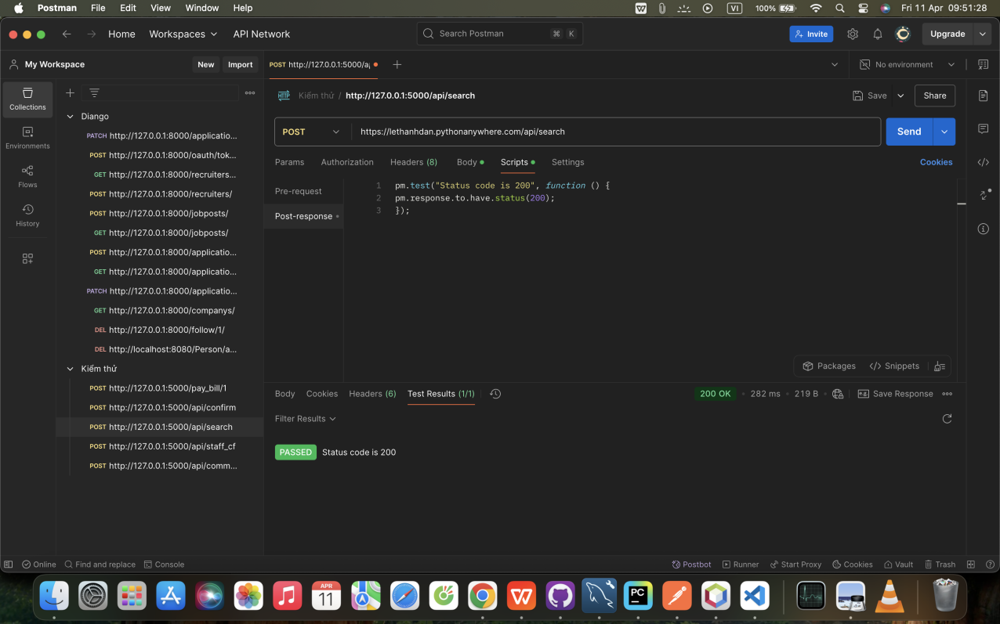 Postman File Edit View Window Help VI 100% Fri 11 Apr 09:51:28
Home Workspaces API Network Search Postman ⌘ K Invite Upgrade
My Workspace New Import POST http://127.0.0.1:5000/a No environment
Collections
Environments
Flows
History
Diango
PATCH http://127.0.0.1:8000/applicatio...
POST http://127.0.0.1:8000/oauth/tok...
GET http://127.0.0.1:8000/recruiters...
POST http://127.0.0.1:8000/recruiters/
POST http://127.0.0.1:8000/jobposts/
GET http://127.0.0.1:8000/jobposts/
POST http://127.0.0.1:8000/applicatio...
GET http://127.0.0.1:8000/applicatio...
PATCH http://127.0.0.1:8000/applicatio...
GET http://127.0.0.1:8000/companys/
DEL http://127.0.0.1:8000/follow/1/
DEL http://localhost:8080/Person/a...
Kiểm thử
POST http://127.0.0.1:5000/pay_bill/1
POST http://127.0.0.1:5000/api/confirm
POST http://127.0.0.1:5000/api/search
POST http://127.0.0.1:5000/api/staff_cf
POST http://127.0.0.1:5000/api/comm...
HTTP Kiểm thử / http://127.0.0.1:5000/api/search Save Share
POST https://lethanhdan.pythonanywhere.com/api/search Send
Params Authorization Headers (8) Body Scripts Settings Cookies
Pre-request
Post-response
1 pm.test("Status code is 200", function () {
2 pm.response.to.have.status(200);
3 });
Packages Snippets
Body Cookies Headers (6) Test Results (1/1) 200 OK 282 ms 219 B Save Response
Filter Results
PASSED Status code is 200
Online Find and replace Console Postbot Runner Start Proxy Cookies Vault Trash
APR
11
PC